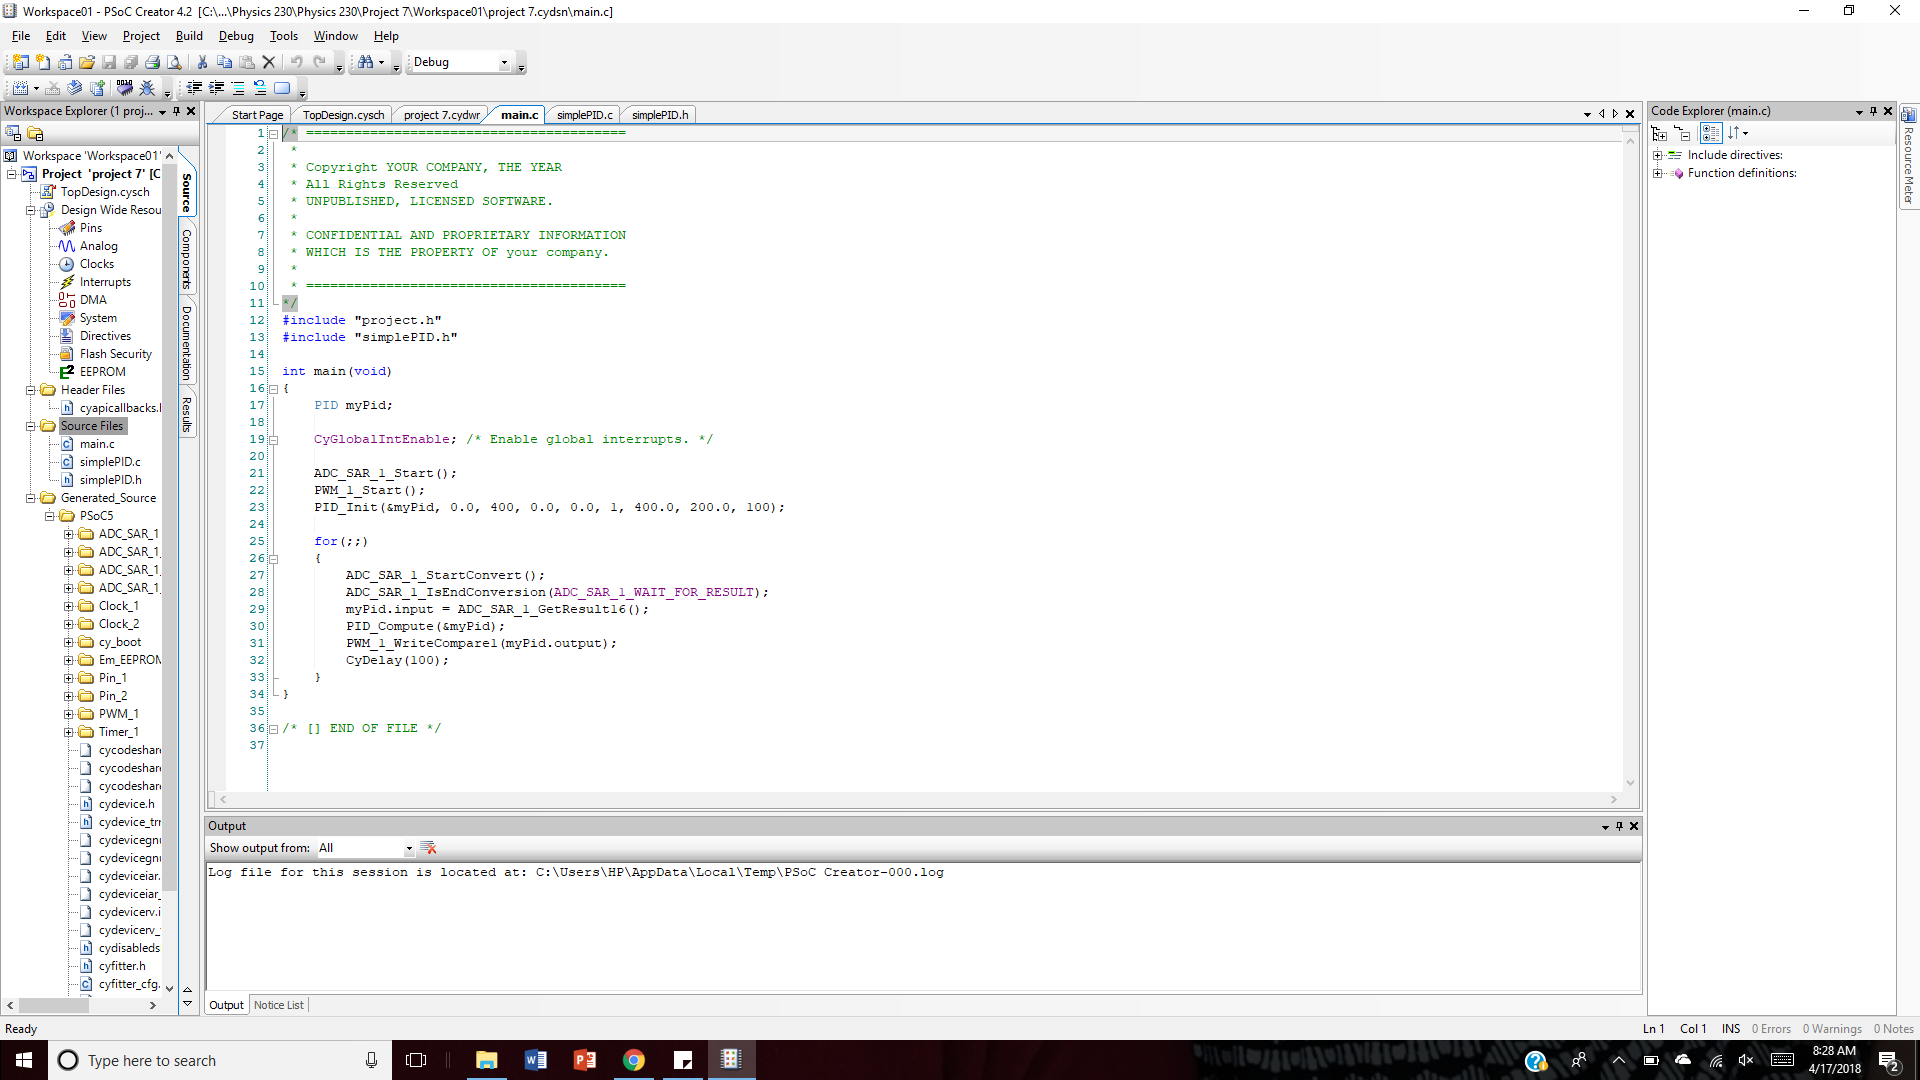 Workspace01 - PSoC Creator 4.2  [C:\...\Physics 230\Physics 230\Project 7\Workspace01\project 7.cydsn\main.c]
File Edit View Project Build Debug Tools Window Help
Debug
Workspace Explorer (1 proj...
Workspace 'Workspace01'
Project 'project 7' [C
TopDesign.cysch
Design Wide Resou
Pins
Analog
Clocks
Interrupts
DMA
System
Directives
Flash Security
EEPROM
Header Files
cyapicallbacks.h
Source Files
main.c
simplePID.c
simplePID.h
Generated_Source
PSoC5
ADC_SAR_1
ADC_SAR_1_
ADC_SAR_1_
ADC_SAR_1_
Clock_1
Clock_2
cy_boot
Em_EEPROM
Pin_1
Pin_2
PWM_1
Timer_1
cycodeshare
cycodeshare
cycodeshare
cydevice.h
cydevice_trm
cydevicegnu
cydevicegnu
cydeviceiar.
cydeviceiar_
cydevicerv.i
cydevicerv_
cydisableds
cyfitter.h
cyfitter_cfg.
Source
Components
Documentation
Results
Start Page TopDesign.cysch project 7.cydwr main.c simplePID.c simplePID.h
1 /* ========================================
2 *
3 * Copyright YOUR COMPANY, THE YEAR
4 * All Rights Reserved
5 * UNPUBLISHED, LICENSED SOFTWARE.
6 *
7 * CONFIDENTIAL AND PROPRIETARY INFORMATION
8 * WHICH IS THE PROPERTY OF your company.
9 *
10 * ========================================
11 */
12 #include "project.h"
13 #include "simplePID.h"
14
15 int main(void)
16 {
17     PID myPid;
18
19     CyGlobalIntEnable; /* Enable global interrupts. */
20
21     ADC_SAR_1_Start();
22     PWM_1_Start();
23     PID_Init(&myPid, 0.0, 400, 0.0, 0.0, 1, 400.0, 200.0, 100);
24
25     for(;;)
26     {
27         ADC_SAR_1_StartConvert();
28         ADC_SAR_1_IsEndConversion(ADC_SAR_1_WAIT_FOR_RESULT);
29         myPid.input = ADC_SAR_1_GetResult16();
30         PID_Compute(&myPid);
31         PWM_1_WriteCompare1(myPid.output);
32         CyDelay(100);
33     }
34 }
35
36 /* [] END OF FILE */
37
Output
Show output from: All
Log file for this session is located at: C:\Users\HP\AppData\Local\Temp\PSoC Creator-000.log
Output Notice List
Code Explorer (main.c)
Include directives:
Function definitions:
Resource Meter
Ready
Ln 1 Col 1 INS 0 Errors 0 Warnings 0 Notes
Type here to search
8:28 AM
4/17/2018
2